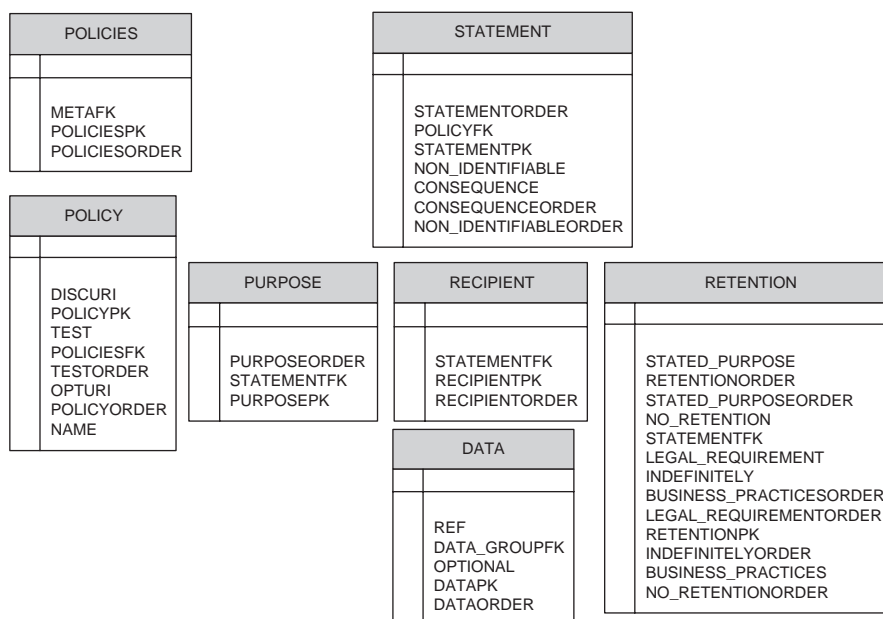 POLICIES
METAFK
POLICIESPK
POLICIESORDER
STATEMENT
STATEMENTORDER
POLICYFK
STATEMENTPK
NON_IDENTIFIABLE
CONSEQUENCE
CONSEQUENCEORDER
NON_IDENTIFIABLEORDER
POLICY
DISCURI
POLICYPK
TEST
POLICIESFK
TESTORDER
OPTURI
POLICYORDER
NAME
PURPOSE
PURPOSEORDER
STATEMENTFK
PURPOSEPK
RECIPIENT
STATEMENTFK
RECIPIENTPK
RECIPIENTORDER
RETENTION
STATED_PURPOSE
RETENTIONORDER
STATED_PURPOSEORDER
NO_RETENTION
STATEMENTFK
LEGAL_REQUIREMENT
INDEFINITELY
BUSINESS_PRACTICESORDER
LEGAL_REQUIREMENTORDER
RETENTIONPK
INDEFINITELYORDER
BUSINESS_PRACTICES
NO_RETENTIONORDER
DATA
REF
DATA_GROUPFK
OPTIONAL
DATAPK
DATAORDER